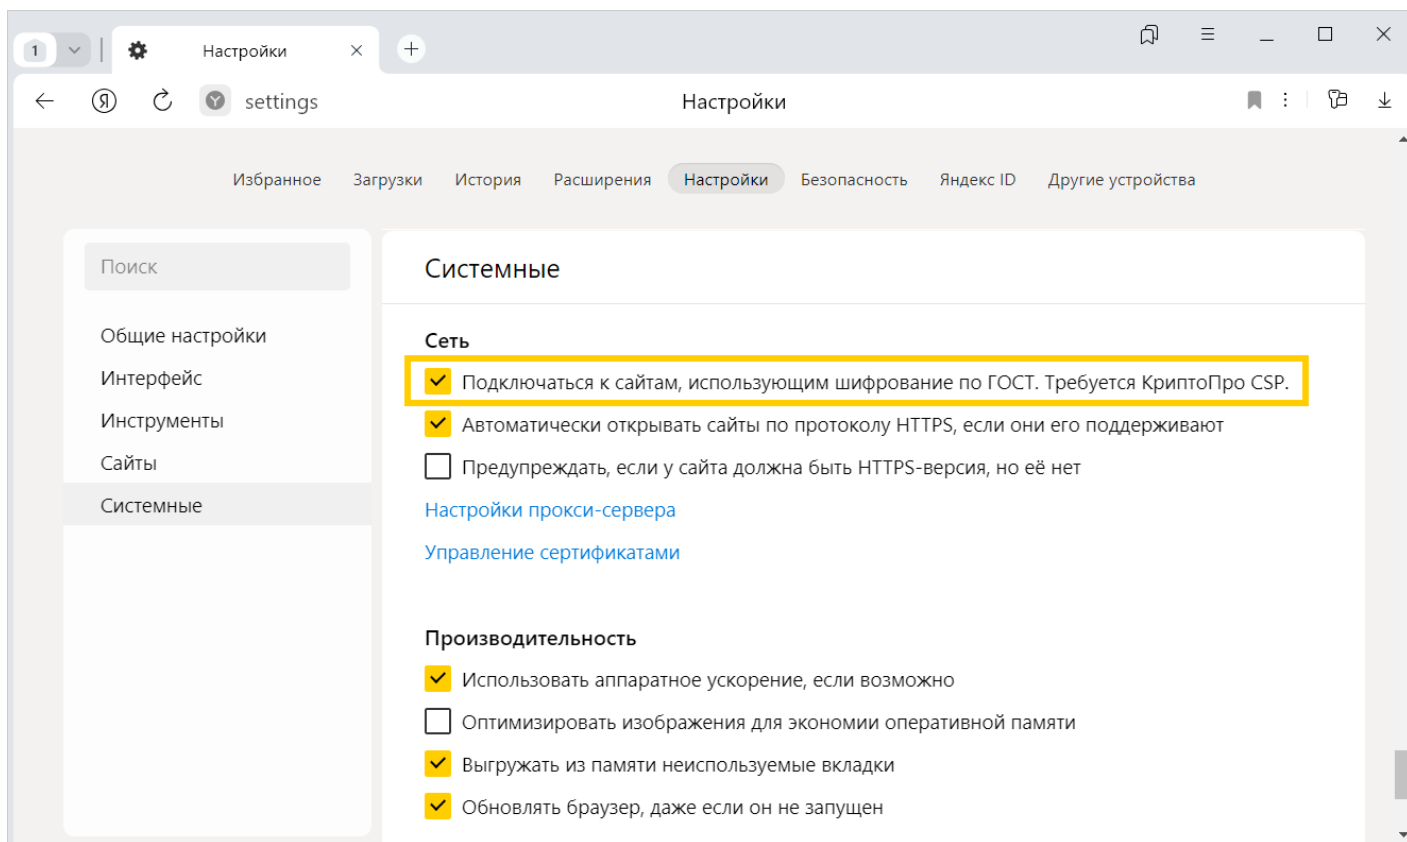 1
Настройки
settings
Настройки
Избранное Загрузки История Расширения Настройки Безопасность Яндекс ID Другие устройства
Поиск
Общие настройки
Интерфейс
Инструменты
Сайты
Системные
Системные
Сеть
Подключаться к сайтам, использующим шифрование по ГОСТ. Требуется КриптоПро CSP.
Автоматически открывать сайты по протоколу HTTPS, если они его поддерживают
Предупреждать, если у сайта должна быть HTTPS-версия, но её нет
Настройки прокси-сервера
Управление сертификатами
Производительность
Использовать аппаратное ускорение, если возможно
Оптимизировать изображения для экономии оперативной памяти
Выгружать из памяти неиспользуемые вкладки
Обновлять браузер, даже если он не запущен